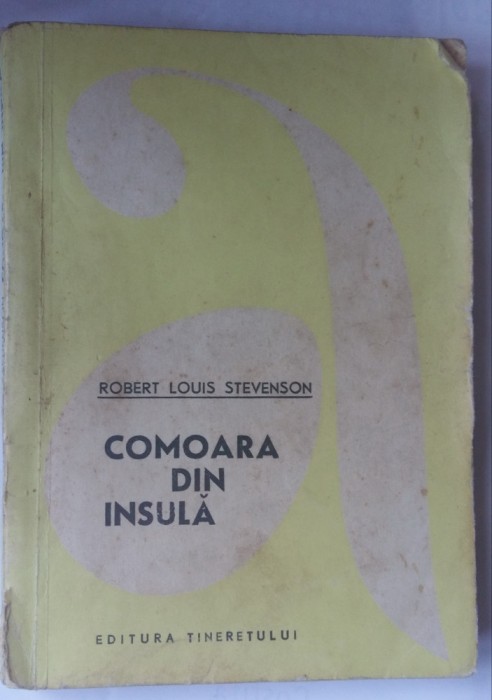 a
ROBERT LOUIS STEVENSON
COMOARA
DIN
INSULĂ
EDITURA TINERETULUI